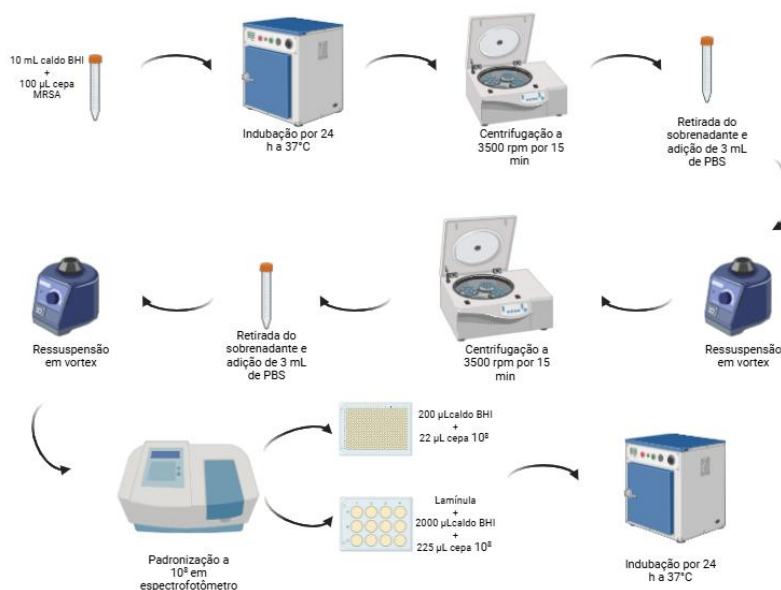 10 mL caldo BHI
+
100 µL cepa
MRSA
Indubação por 24
h a 37°C
Centrifugação a
3500 rpm por 15
min
Retirada do
sobrenadante e
adição de 3 mL
de PBS
Ressuspensão
em vortex
Retirada do
sobrenadante e
adição de 3 mL
de PBS
Centrifugação a
3500 rpm por 15
min
Ressuspensão
em vortex
Padronização a
10⁸ em
espectrofotômetro
200 µLcaldo BHI
+
22 µL cepa 10⁸
Lamínula
+
2000 µLcaldo BHI
+
225 µL cepa 10⁸
Indubação por 24
h a 37°C